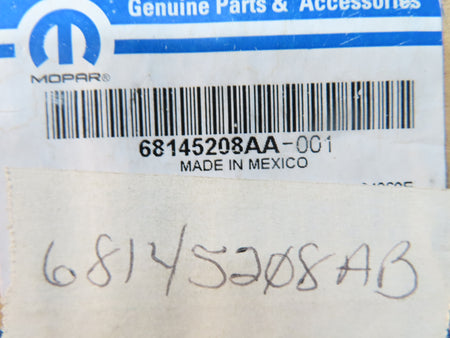 Genuine Parts & Accessories
MOPAR®
68145208AA-001
MADE IN MEXICO
68145208AB